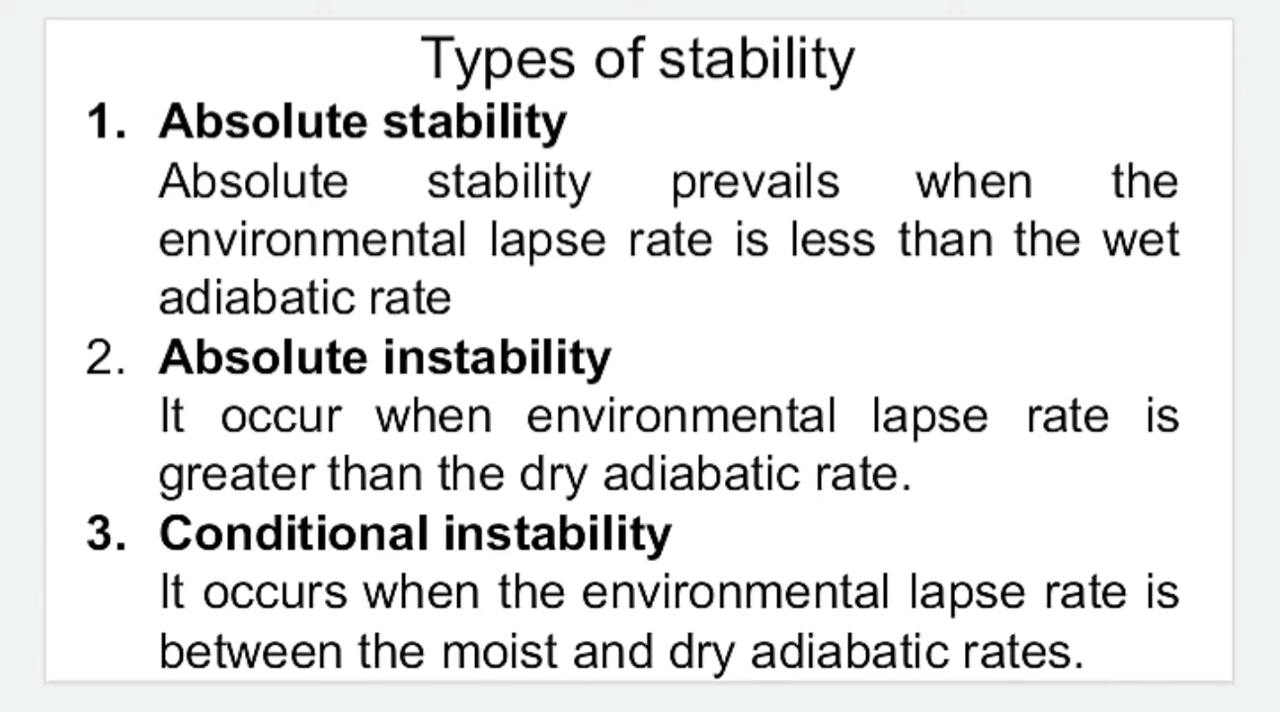 Types of stability
1. Absolute stability
Absolute stability prevails when the
environmental lapse rate is less than the wet
adiabatic rate
2. Absolute instability
It occur when environmental lapse rate is
greater than the dry adiabatic rate.
3. Conditional instability
It occurs when the environmental lapse rate is
between the moist and dry adiabatic rates.